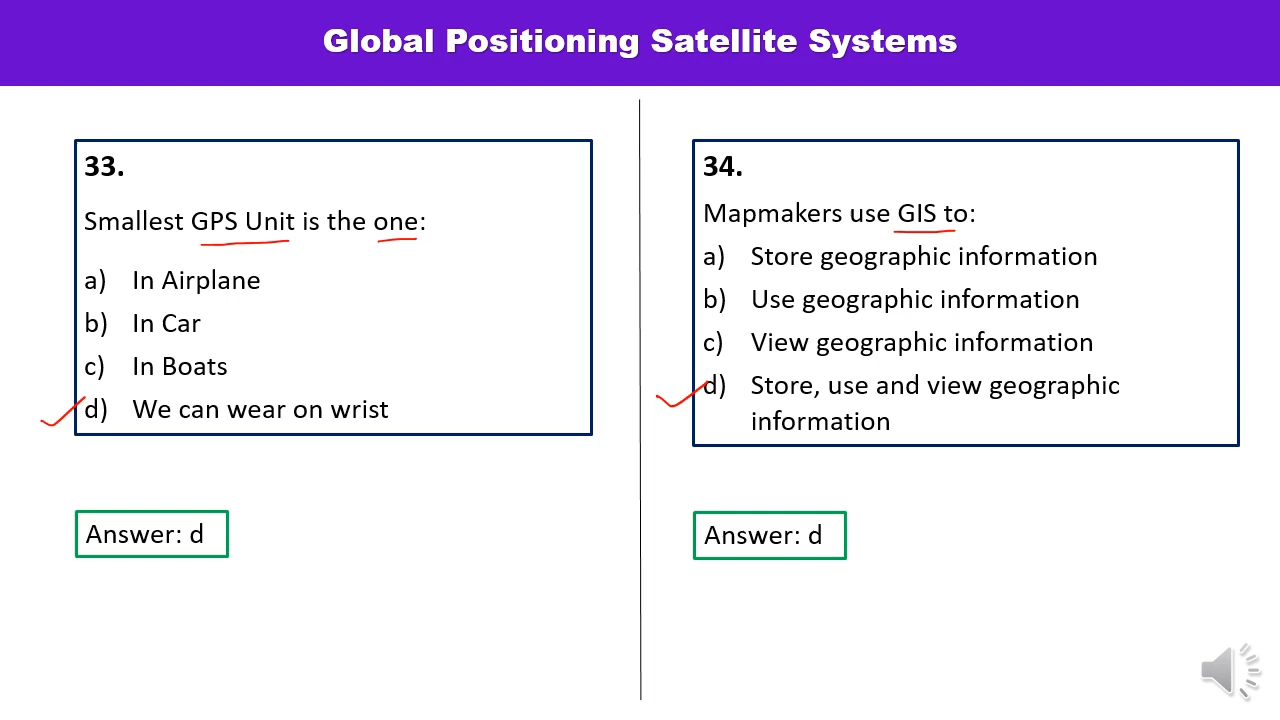 Global Positioning Satellite Systems
33.
Smallest GPS Unit is the one:
a) In Airplane
b) In Car
c) In Boats
d) We can wear on wrist
Answer: d
34.
Mapmakers use GIS to:
a) Store geographic information
b) Use geographic information
c) View geographic information
d) Store, use and view geographic
information
Answer: d